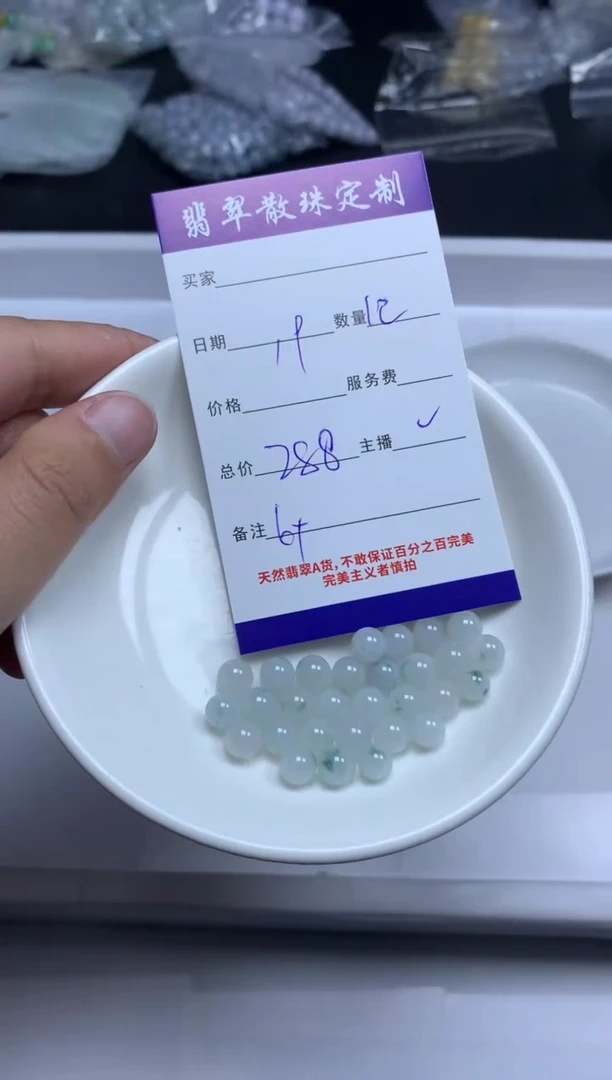 翡翠散珠定制
买家
日期 数量
价格 服务费
总价 288 主播 ✓
备注 6+
天然翡翠A货,不敢保证百分之百完美
完美主义者慎拍